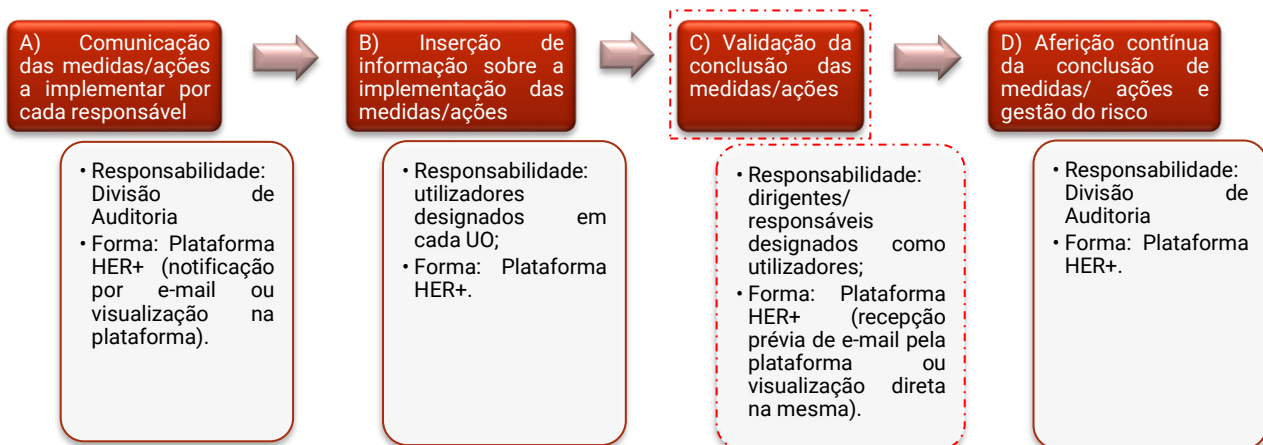 A) Comunicação
das medidas/ações
a implementar por
cada responsável
• Responsabilidade:
Divisão de
Auditoria
• Forma: Plataforma
HER+ (notificação
por e-mail ou
visualização na
plataforma).
B) Inserção de
informação sobre a
implementação das
medidas/ações
• Responsabilidade:
utilizadores
designados em
cada UO;
• Forma: Plataforma
HER+.
C) Validação da
conclusão das
medidas/ações
• Responsabilidade:
dirigentes/
responsáveis
designados como
utilizadores;
• Forma: Plataforma
HER+ (recepção
prévia de e-mail pela
plataforma ou
visualização direta
na mesma).
D) Aferição contínua
da conclusão de
medidas/ ações e
gestão do risco
• Responsabilidade:
Divisão de
Auditoria
• Forma: Plataforma
HER+.